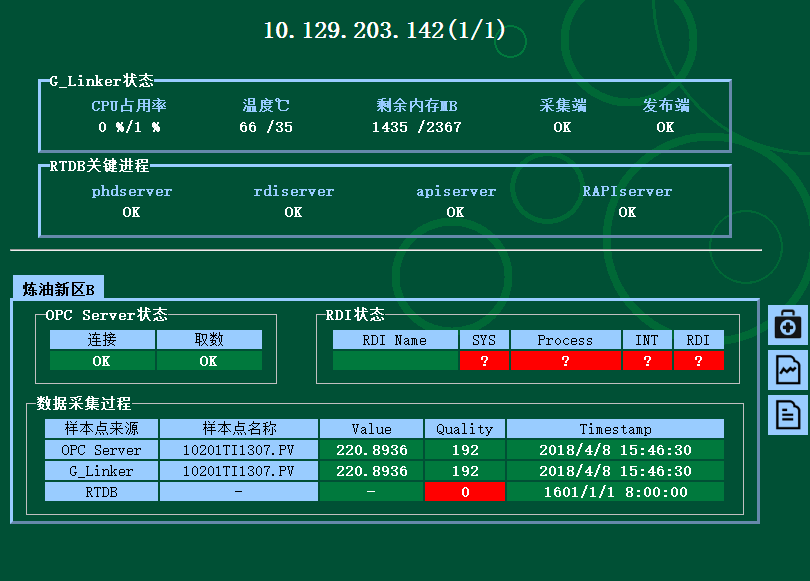 10.129.203.142(1/1)
G_Linker状态
CPU占用率 温度℃ 剩余内存MB 采集端 发布端
0 %/1 % 66 /35 1435 /2367 OK OK
RTDB关键进程
phdserver rdiserver apiserver RAPIserver
OK OK OK OK
炼油新区B
OPC Server状态 RDI状态
连接 取数 RDI Name SYS Process INT RDI
OK OK ? ? ? ?
数据采集过程
样本点来源 样本点名称 Value Quality Timestamp
OPC Server 10201TI1307.PV 220.8936 192 2018/4/8 15:46:30
G_Linker 10201TI1307.PV 220.8936 192 2018/4/8 15:46:30
RTDB - - 0 1601/1/1 8:00:00